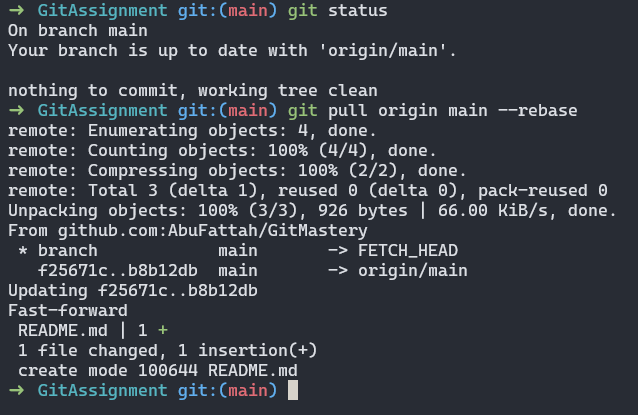 ➜ GitAssignment git:(main) git status
On branch main
Your branch is up to date with 'origin/main'.
nothing to commit, working tree clean
➜ GitAssignment git:(main) git pull origin main --rebase
remote: Enumerating objects: 4, done.
remote: Counting objects: 100% (4/4), done.
remote: Compressing objects: 100% (2/2), done.
remote: Total 3 (delta 1), reused 0 (delta 0), pack-reused 0
Unpacking objects: 100% (3/3), 926 bytes | 66.00 KiB/s, done.
From github.com:AbuFattah/GitMastery
* branch main -> FETCH_HEAD
f25671c..b8b12db main -> origin/main
Updating f25671c..b8b12db
Fast-forward
README.md | 1 +
1 file changed, 1 insertion(+)
create mode 100644 README.md
➜ GitAssignment git:(main)